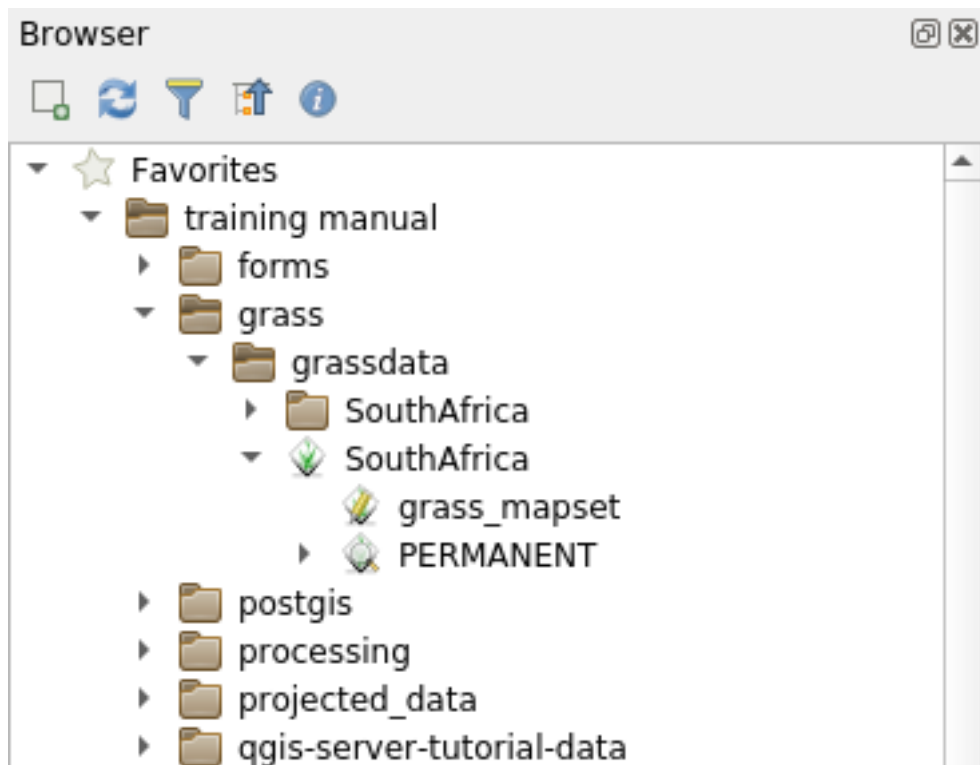 Browser
Favorites
training manual
forms
grass
grassdata
SouthAfrica
SouthAfrica
grass_mapset
PERMANENT
postgis
processing
projected_data
qgis-server-tutorial-data